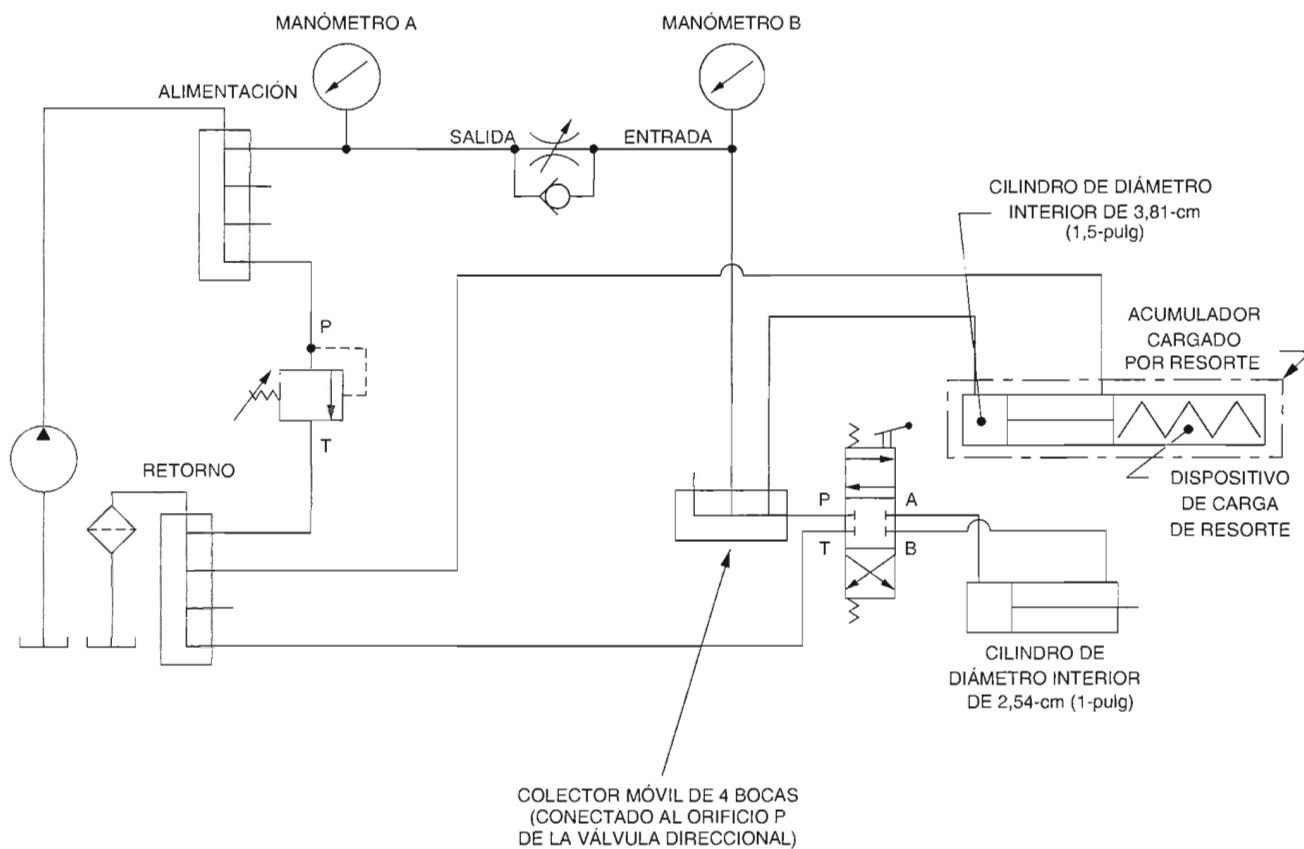 MANÓMETRO A
MANÓMETRO B
ALIMENTACIÓN
SALIDA
ENTRADA
CILINDRO DE DIÁMETRO
INTERIOR DE 3,81-cm
(1,5-pulg)
ACUMULADOR
CARGADO
POR RESORTE
P
T
RETORNO
P
A
T
B
DISPOSITIVO
DE CARGA
DE RESORTE
CILINDRO DE
DIÁMETRO INTERIOR
DE 2,54-cm (1-pulg)
COLECTOR MÓVIL DE 4 BOCAS
(CONECTADO AL ORIFICIO P
DE LA VÁLVULA DIRECCIONAL)